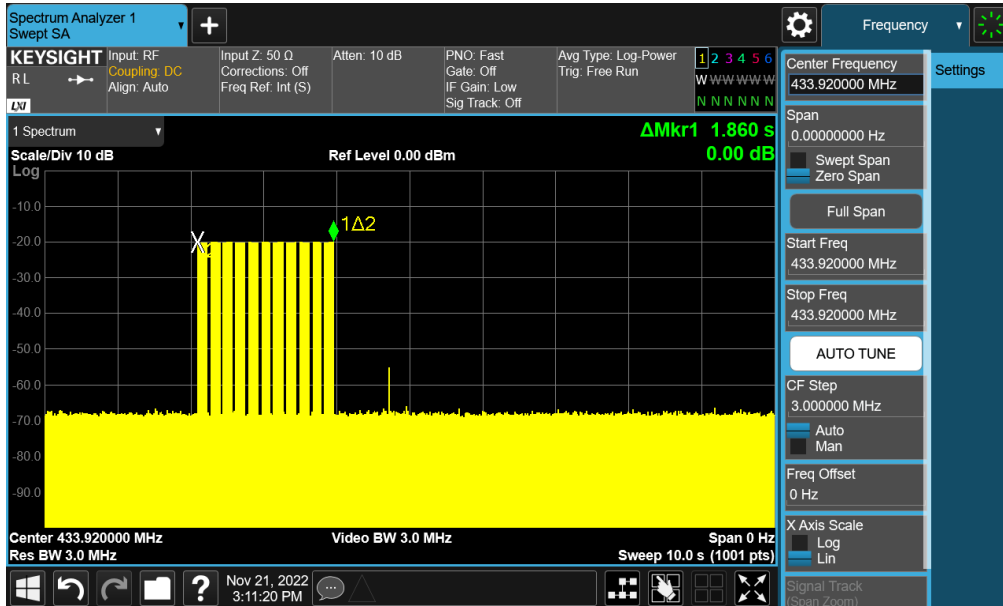 Spectrum Analyzer 1
Swept SA
Frequency
KEYSIGHT
RL
LXI
Input: RF
Coupling: DC
Align: Auto
Input Z: 50 Ω
Corrections: Off
Freq Ref: Int (S)
Atten: 10 dB
PNO: Fast
Gate: Off
IF Gain: Low
Sig Track: Off
Avg Type: Log-Power
Trig: Free Run
1 2 3 4 5 6
W W W W W W
N N N N N N
1 Spectrum
Scale/Div 10 dB
Log
Ref Level 0.00 dBm
ΔMkr1 1.860 s
0.00 dB
-10.0
-20.0
-30.0
-40.0
-50.0
-60.0
-70.0
-80.0
-90.0
X
1Δ2
Center 433.920000 MHz
Res BW 3.0 MHz
Video BW 3.0 MHz
Span 0 Hz
Sweep 10.0 s (1001 pts)
Center Frequency
433.920000 MHz
Span
0.00000000 Hz
Swept Span
Zero Span
Full Span
Start Freq
433.920000 MHz
Stop Freq
433.920000 MHz
AUTO TUNE
CF Step
3.000000 MHz
Auto
Man
Freq Offset
0 Hz
X Axis Scale
Log
Lin
Signal Track
(Span Zoom)
Settings
?
Nov 21, 2022
3:11:20 PM